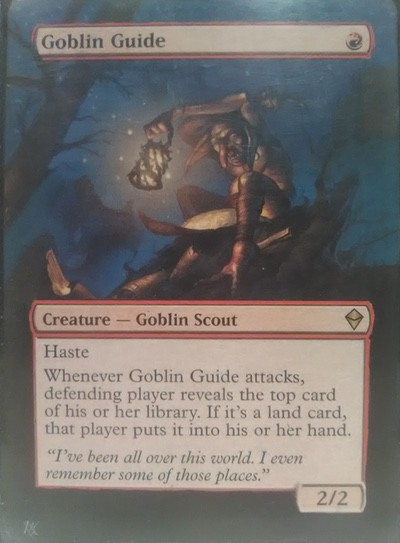 Goblin Guide
Creature — Goblin Scout
Haste
Whenever Goblin Guide attacks,
defending player reveals the top card
of his or her library. If it's a land card,
that player puts it into his or her hand.
"I've been all over this world. I even
remember some of those places."
2/2